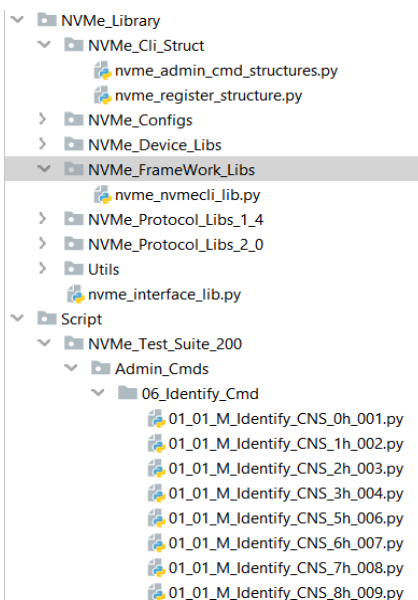 NVMe_Library
NVMe_Cli_Struct
nvme_admin_cmd_structures.py
nvme_register_structure.py
NVMe_Configs
NVMe_Device_Libs
NVMe_FrameWork_Libs
nvme_nvmecli_lib.py
NVMe_Protocol_Libs_1_4
NVMe_Protocol_Libs_2_0
Utils
nvme_interface_lib.py
Script
NVMe_Test_Suite_200
Admin_Cmds
06_Identify_Cmd
01_01_M_Identify_CNS_0h_001.py
01_01_M_Identify_CNS_1h_002.py
01_01_M_Identify_CNS_2h_003.py
01_01_M_Identify_CNS_3h_004.py
01_01_M_Identify_CNS_5h_006.py
01_01_M_Identify_CNS_6h_007.py
01_01_M_Identify_CNS_7h_008.py
01_01_M_Identify_CNS_8h_009.py